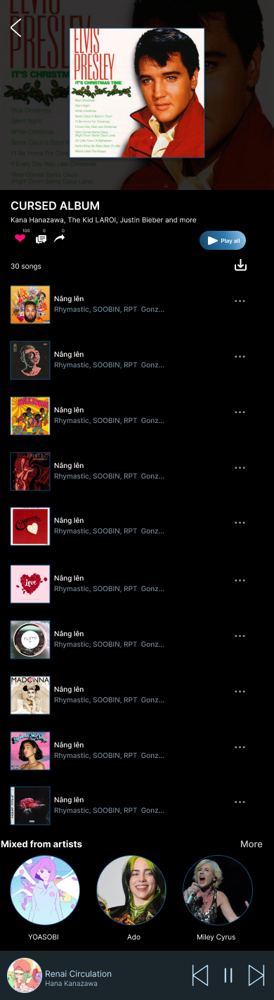 ELVIS
PRESLEY
IT'S CHRISTMAS TIME
Blue Christmas
Silent Night
White Christmas
Santa Claus is Back in Town
I'll Be Home For Christmas
If Every Day Was Like Christmas
Here Comes Santa Claus
(Right Down Santa Claus Lane)
Oh Little Town Of Bethlehem
Santa Bring My Baby Back (To Me)
Mama Liked The Roses
CURSED ALBUM
Kana Hanazawa, The Kid LAROI, Justin Bieber and more
100 0 0
Play all
30 songs
Nắng lên
Rhymastic, SOOBIN, RPT Gonz...
Nắng lên
Rhymastic, SOOBIN, RPT Gonz...
Nắng lên
Rhymastic, SOOBIN, RPT Gonz...
Nắng lên
Rhymastic, SOOBIN, RPT Gonz...
Nắng lên
Rhymastic, SOOBIN, RPT Gonz...
Love
Nắng lên
Rhymastic, SOOBIN, RPT Gonz...
Nắng lên
Rhymastic, SOOBIN, RPT Gonz...
MADONNA
Nắng lên
Rhymastic, SOOBIN, RPT Gonz...
Nắng lên
Rhymastic, SOOBIN, RPT Gonz...
Nắng lên
Rhymastic, SOOBIN, RPT Gonz...
Mixed from artists
More
YOASOBI
Ado
Miley Cyrus
Renai Circulation
Hana Kanazawa